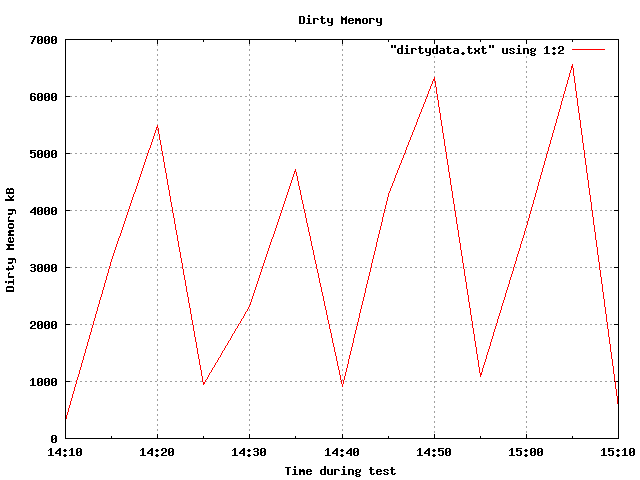 Dirty Memory
7000
"dirtydata.txt" using 1:2
6000
5000
4000
Dirty Memory kB
3000
2000
1000
0
14:10 14:20 14:30 14:40 14:50 15:00 15:10
Time during test